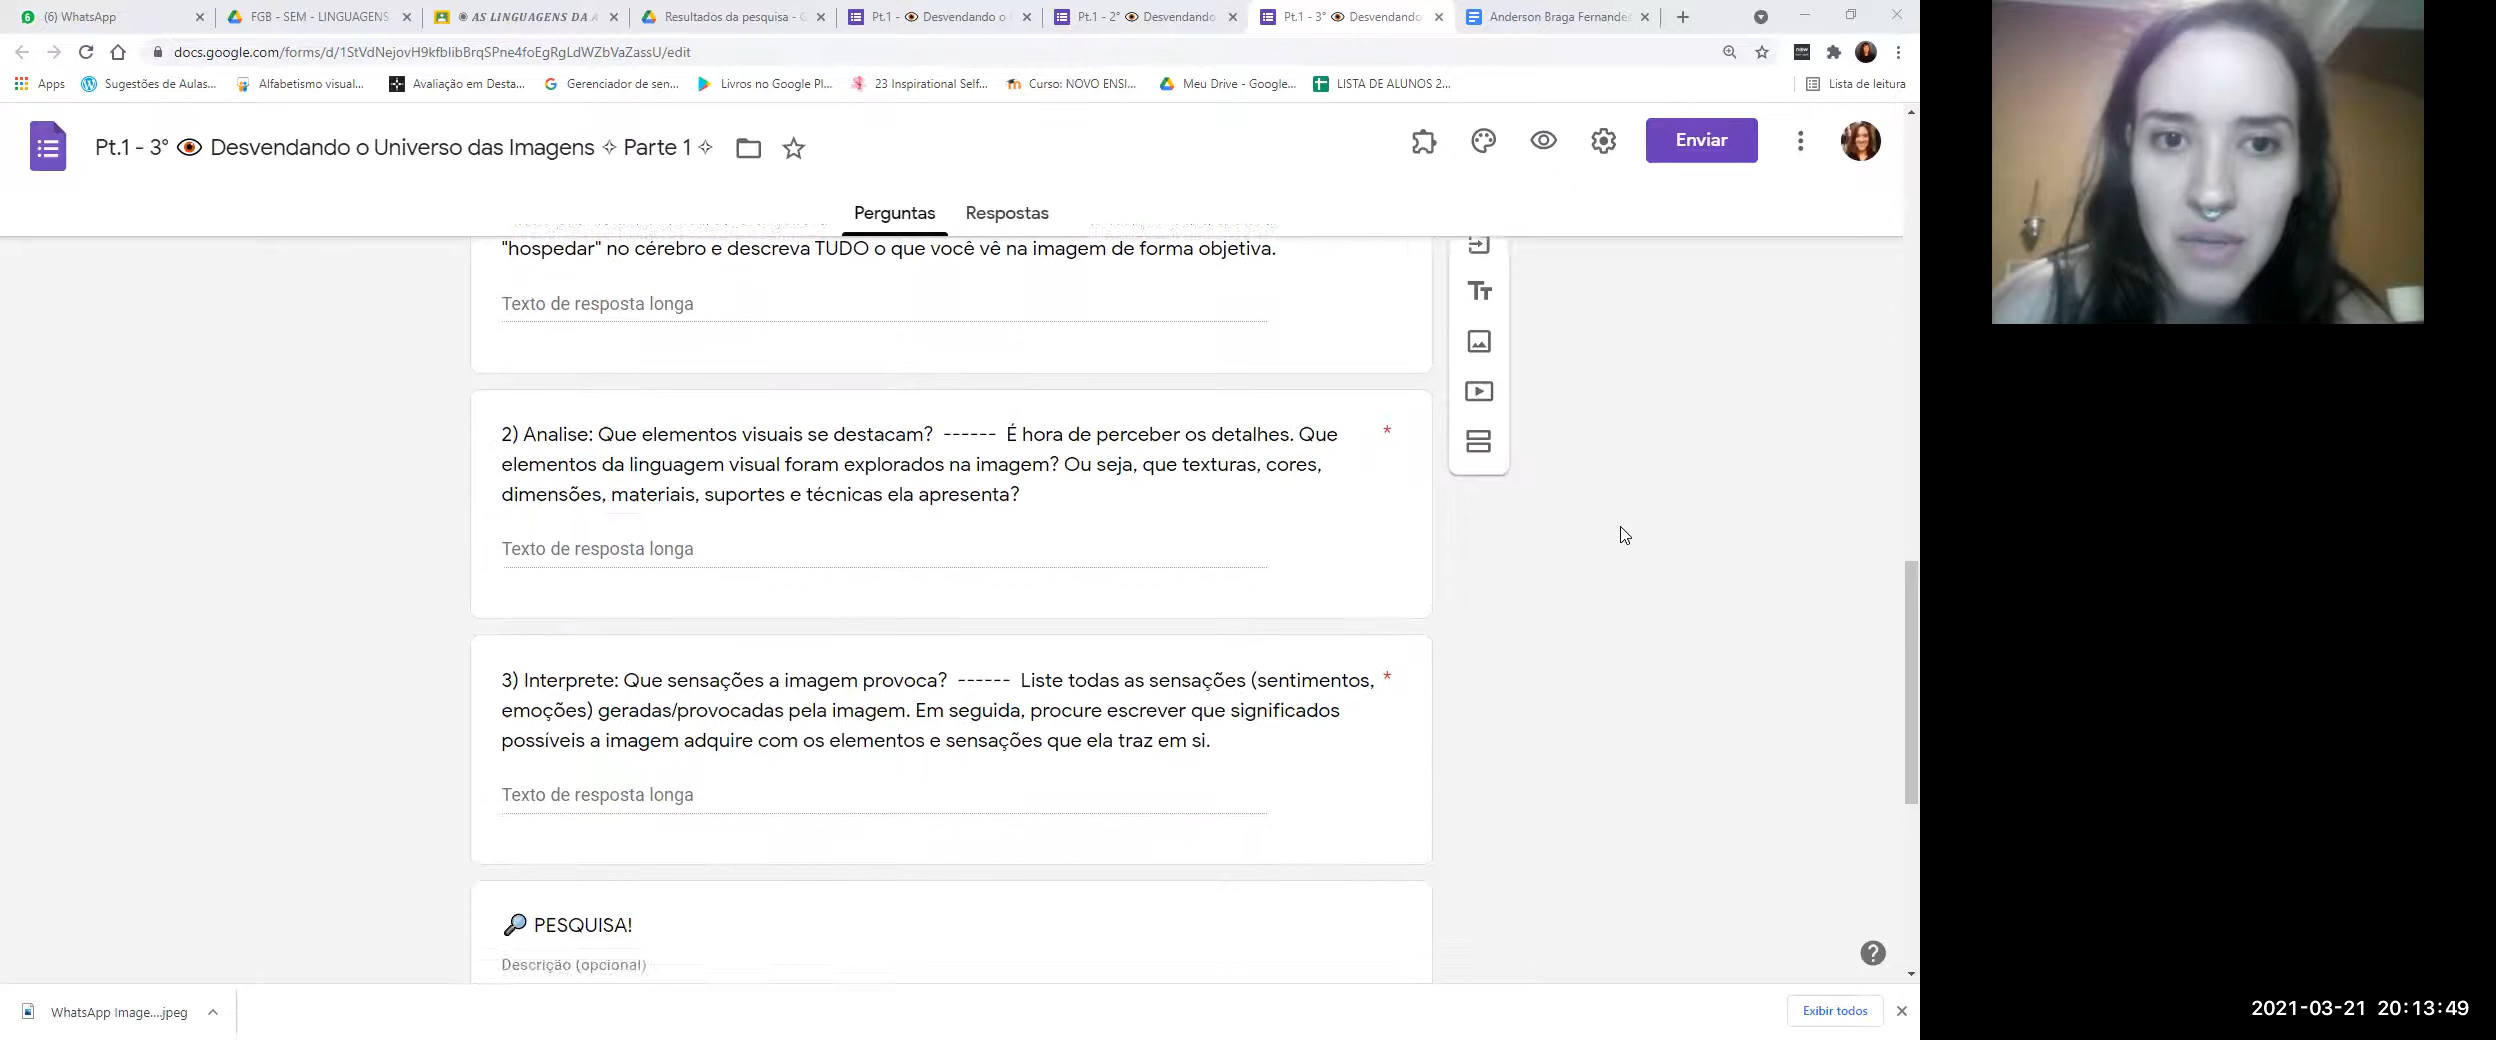 (6) WhatsApp
FGB - SEM - LINGUAGENS
AS LINGUAGENS DA A
Resultados da pesquisa - G
Pt.1 - 👁 Desvendando o
Pt.1 - 2° 👁 Desvendando
Pt.1 - 3° 👁 Desvendando
Anderson Braga Fernandes
docs.google.com/forms/d/1StVdNejovH9kfbIibBrqSPne4foEgRgLdWZbVaZassU/edit
Apps
Sugestões de Aulas...
Alfabetismo visual...
Avaliação em Desta...
Gerenciador de sen...
Livros no Google Pl...
23 Inspirational Self...
Curso: NOVO ENSI...
Meu Drive - Google...
LISTA DE ALUNOS 2...
Lista de leitura
Pt.1 - 3° 👁 Desvendando o Universo das Imagens ✧ Parte 1 ✧
Enviar
Perguntas
Respostas
"hospedar" no cérebro e descreva TUDO o que você vê na imagem de forma objetiva.
Texto de resposta longa
2) Analise: Que elementos visuais se destacam? ------ É hora de perceber os detalhes. Que *
elementos da linguagem visual foram explorados na imagem? Ou seja, que texturas, cores,
dimensões, materiais, suportes e técnicas ela apresenta?
Texto de resposta longa
3) Interprete: Que sensações a imagem provoca? ------ Liste todas as sensações (sentimentos, *
emoções) geradas/provocadas pela imagem. Em seguida, procure escrever que significados
possíveis a imagem adquire com os elementos e sensações que ela traz em si.
Texto de resposta longa
🔎 PESQUISA!
Descrição (opcional)
WhatsApp Image....jpeg
Exibir todos
2021-03-21 20:13:49